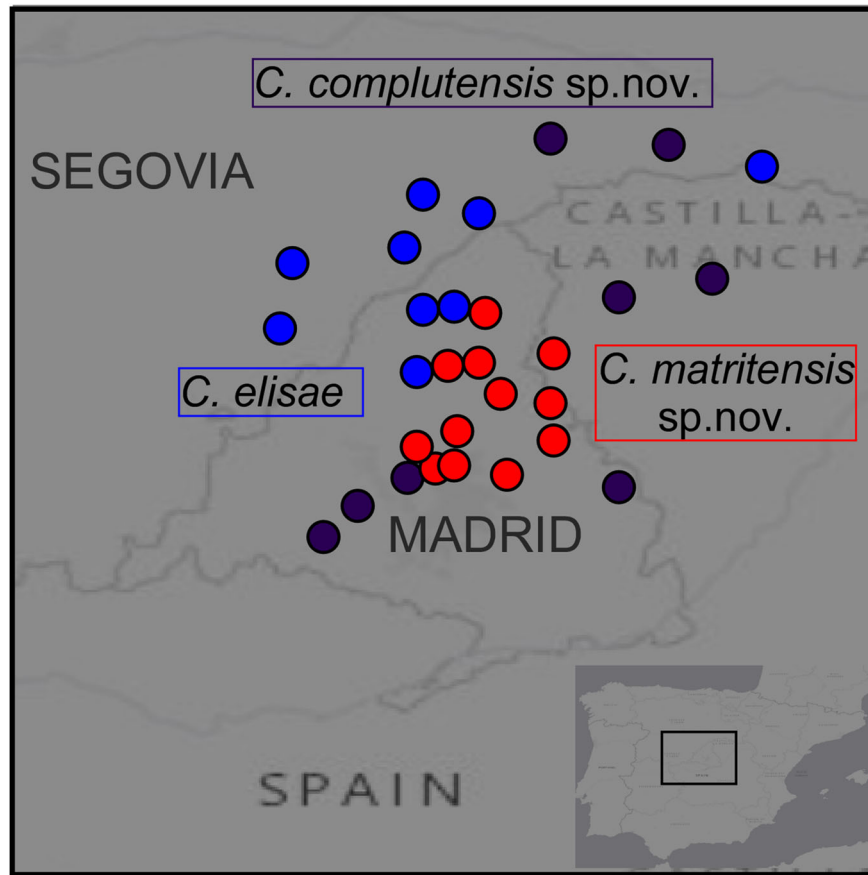 C. complutensis sp.nov.
SEGOVIA
CASTILLA-
LA MANCHA
C. elisae
C. matritensis
sp.nov.
MADRID
SPAIN